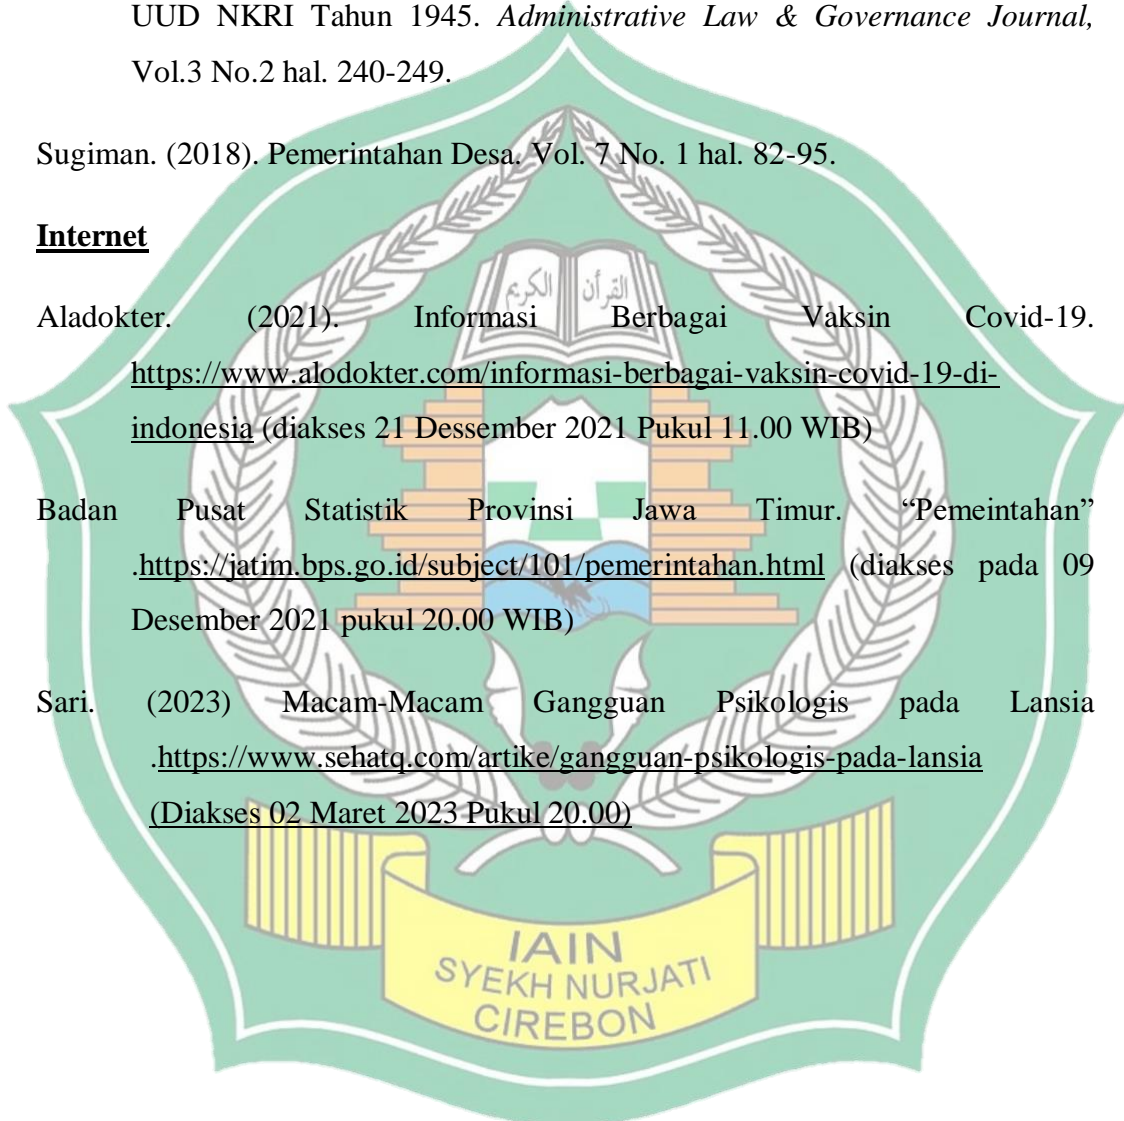 UUD NKRI Tahun 1945. Administrative Law & Governance Journal,
Vol.3 No.2 hal. 240-249.
Sugiman. (2018). Pemerintahan Desa. Vol. 7 No. 1 hal. 82-95.
Internet
القرأن الكريم
Aladokter. (2021). Informasi Berbagai Vaksin Covid-19.
https://www.alodokter.com/informasi-berbagai-vaksin-covid-19-di-
indonesia (diakses 21 Dessember 2021 Pukul 11.00 WIB)
Badan Pusat Statistik Provinsi Jawa Timur. “Pemeintahan”
.https://jatim.bps.go.id/subject/101/pemerintahan.html (diakses pada 09
Desember 2021 pukul 20.00 WIB)
Sari. (2023) Macam-Macam Gangguan Psikologis pada Lansia
.https://www.sehatq.com/artike/gangguan-psikologis-pada-lansia
(Diakses 02 Maret 2023 Pukul 20.00)
IAIN
SYEKH NURJATI
CIREBON